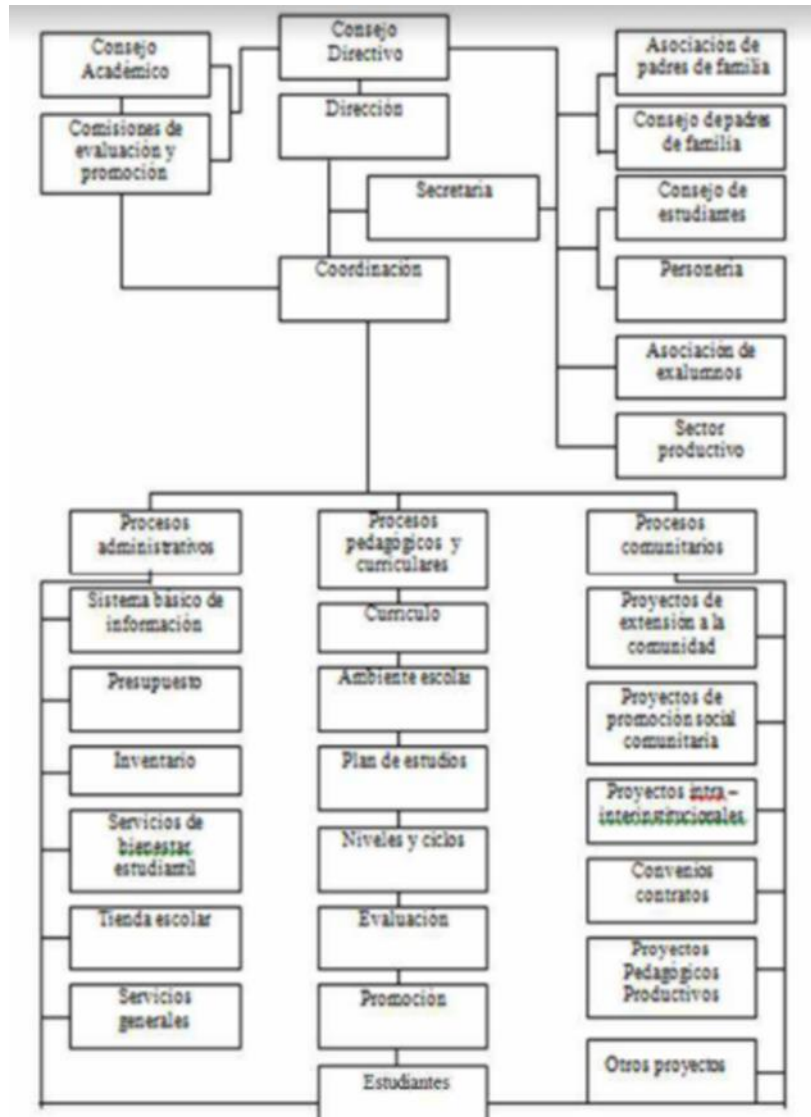 Consejo
Académico
Consejo
Directivo
Asociación de
padres de familia
Comisiones de
evaluación y
promoción
Dirección
Consejo de padres
de familia
Secretaria
Consejo de
estudiantes
Coordinación
Personería
Asociación de
exalumnos
Sector
productivo
Procesos
administrativos
Sistema básico de
información
Presupuesto
Inventario
Servicios de
bienestar
estudiantil
Tienda escolar
Servicios
generales
Procesos
pedagógicos y
curriculares
Currículo
Ambiente escolar
Plan de estudios
Niveles y ciclos
Evaluación
Promoción
Estudiantes
Procesos
comunitarios
Proyectos de
extensión a la
comunidad
Proyectos de
promoción social
comunitaria
Proyectos intra –
interinstitucionales
Convenios
contratos
Proyectos
Pedagógicos
Productivos
Otros proyectos